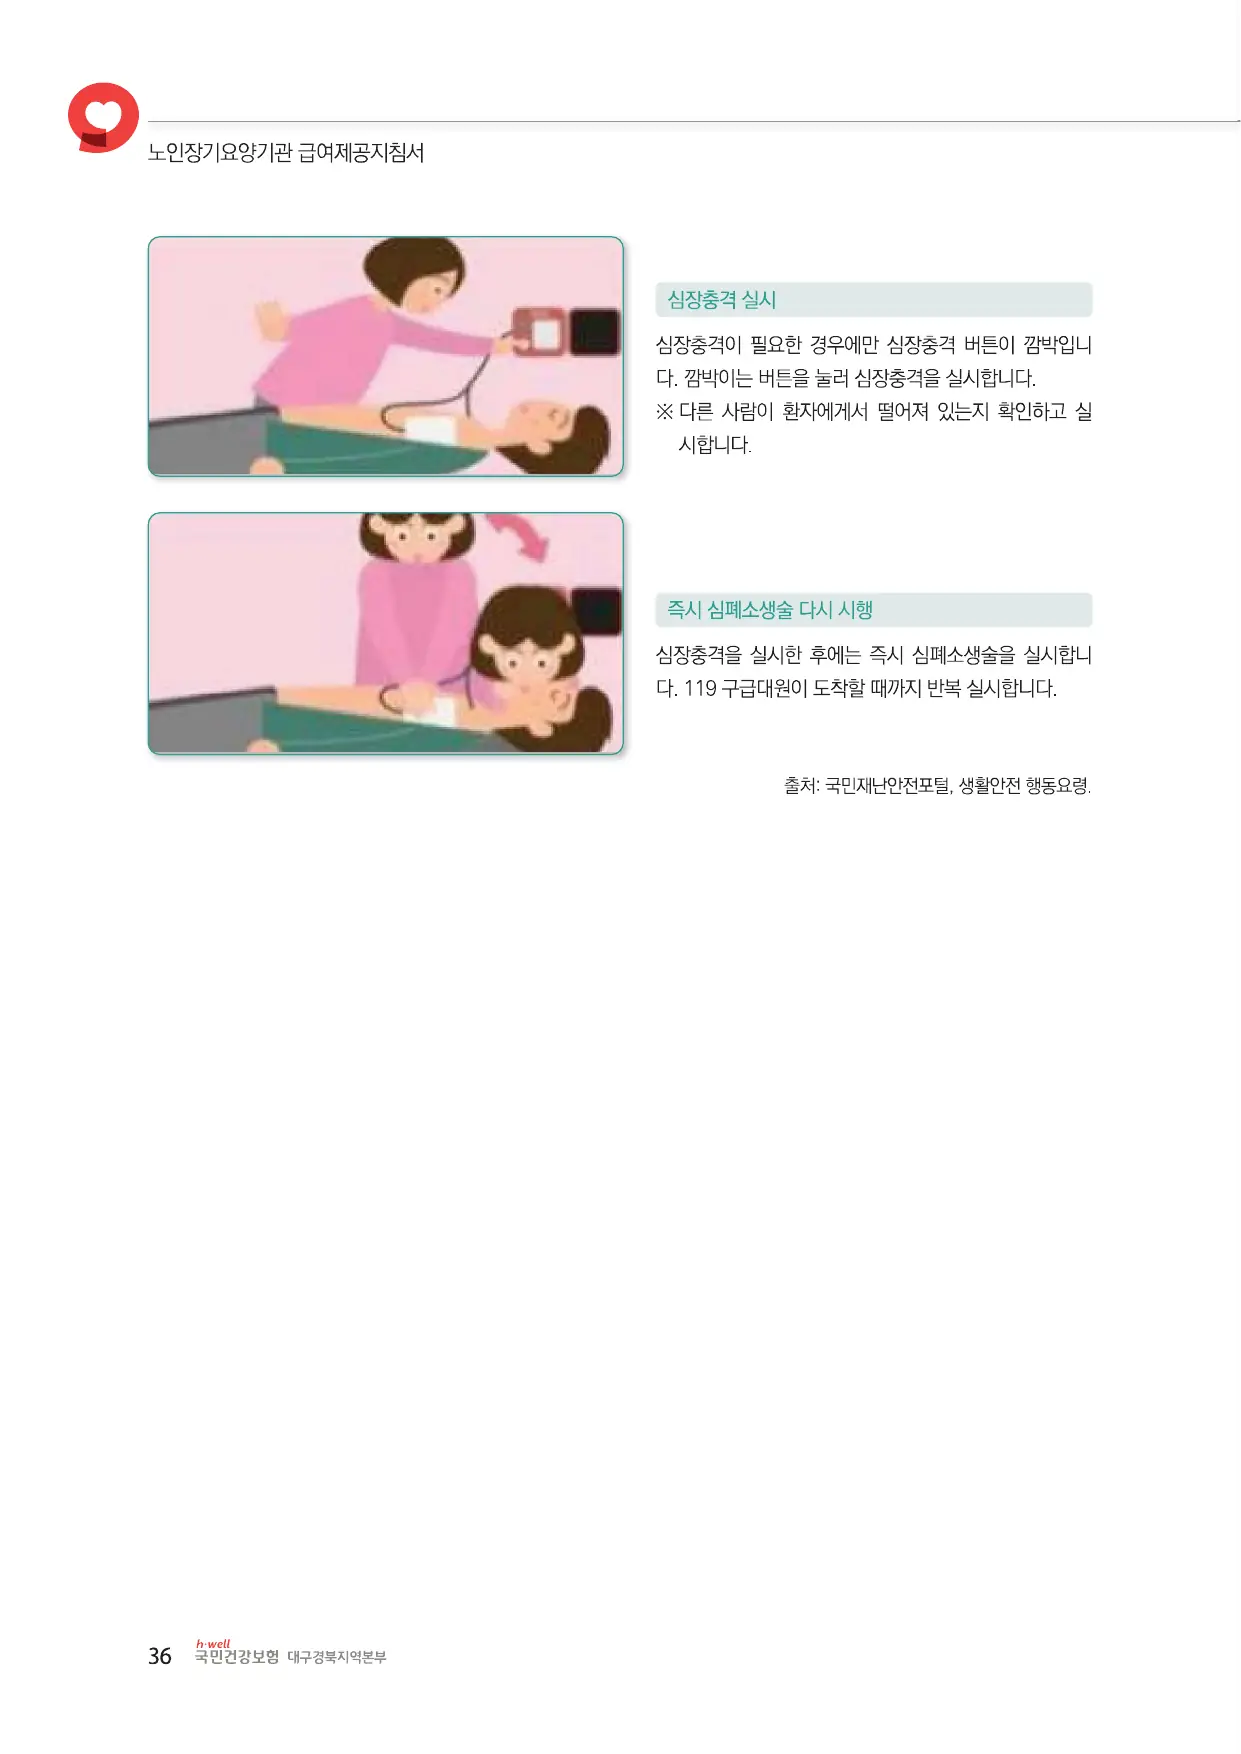 노인장기요양기관 급여제공지침서
심장충격 실시
심장충격이 필요한 경우에만 심장충격 버튼이 깜박입니
다. 깜박이는 버튼을 눌러 심장충격을 실시합니다.
※ 다른 사람이 환자에게서 떨어져 있는지 확인하고 실
시합니다.
즉시 심폐소생술 다시 시행
심장충격을 실시한 후에는 즉시 심폐소생술을 실시합니
다. 119 구급대원이 도착할 때까지 반복 실시합니다.
출처: 국민재난안전포털, 생활안전 행동요령.
h·well
36 국민건강보험 대구경북지역본부